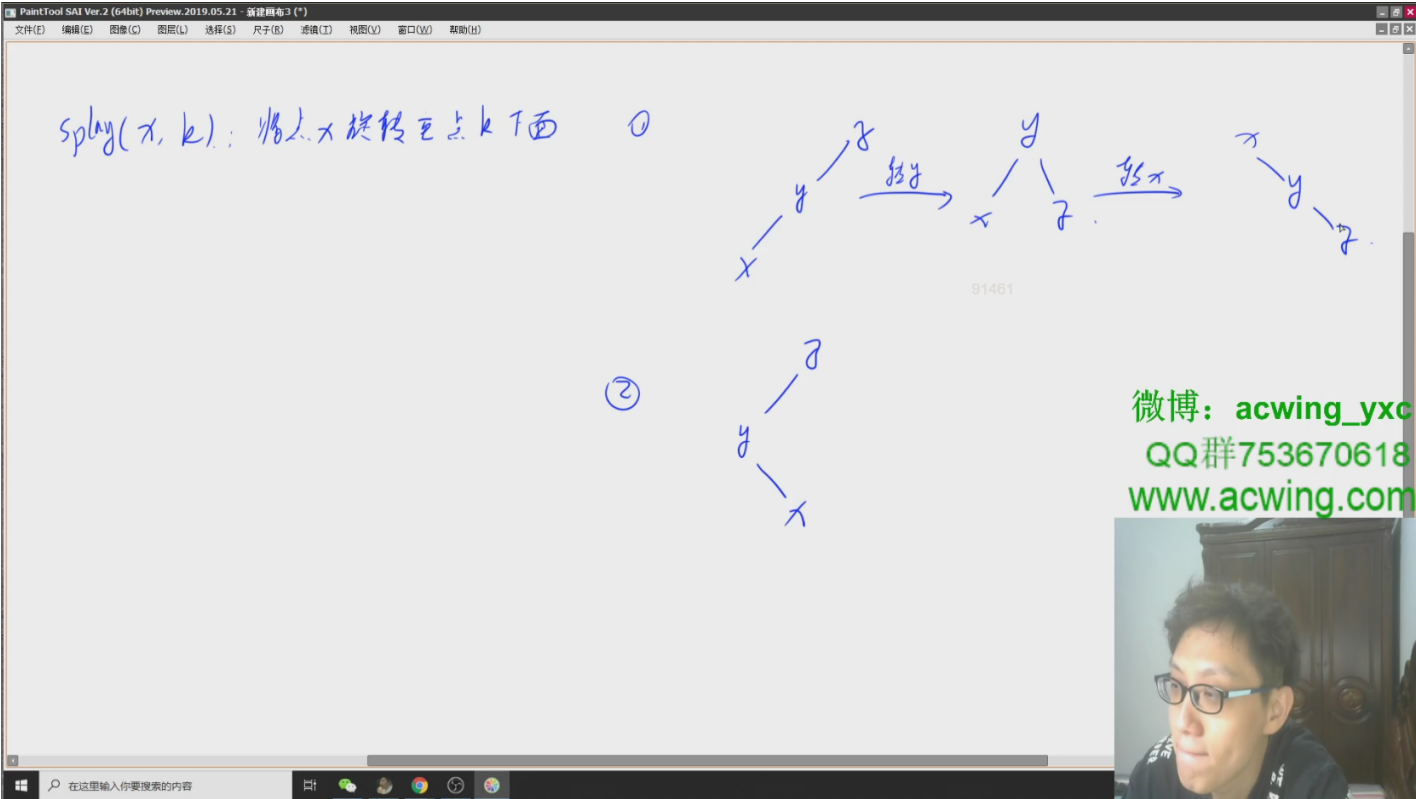 PaintTool SAI Ver.2 (64bit) Preview.2019.05.21 - 新建画布3 (*)
文件(F) 编辑(E) 图像(C) 图层(L) 选择(S) 尺子(R) 滤镜(T) 视图(V) 窗口(W) 帮助(H)
splay(x, k): 将点x旋转至点k下面 ①
z
y
x
转y
y
x z
转x
x
y
z
91461
②
z
y
x
微博：acwing_yxc
QQ群753670618
www.acwing.com
在这里输入你要搜索的内容